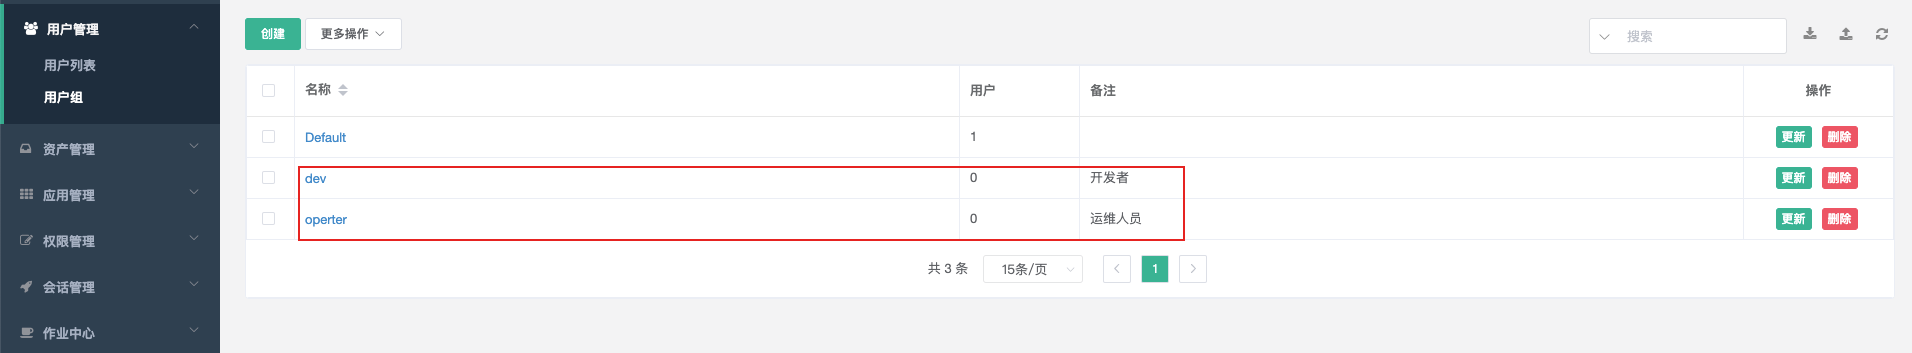 用户管理
用户列表
用户组
资产管理
应用管理
权限管理
会话管理
作业中心
创建 更多操作 搜索
名称 用户 备注 操作
Default 1 更新 删除
dev 0 开发者 更新 删除
operter 0 运维人员 更新 删除
共 3 条 15条/页 1